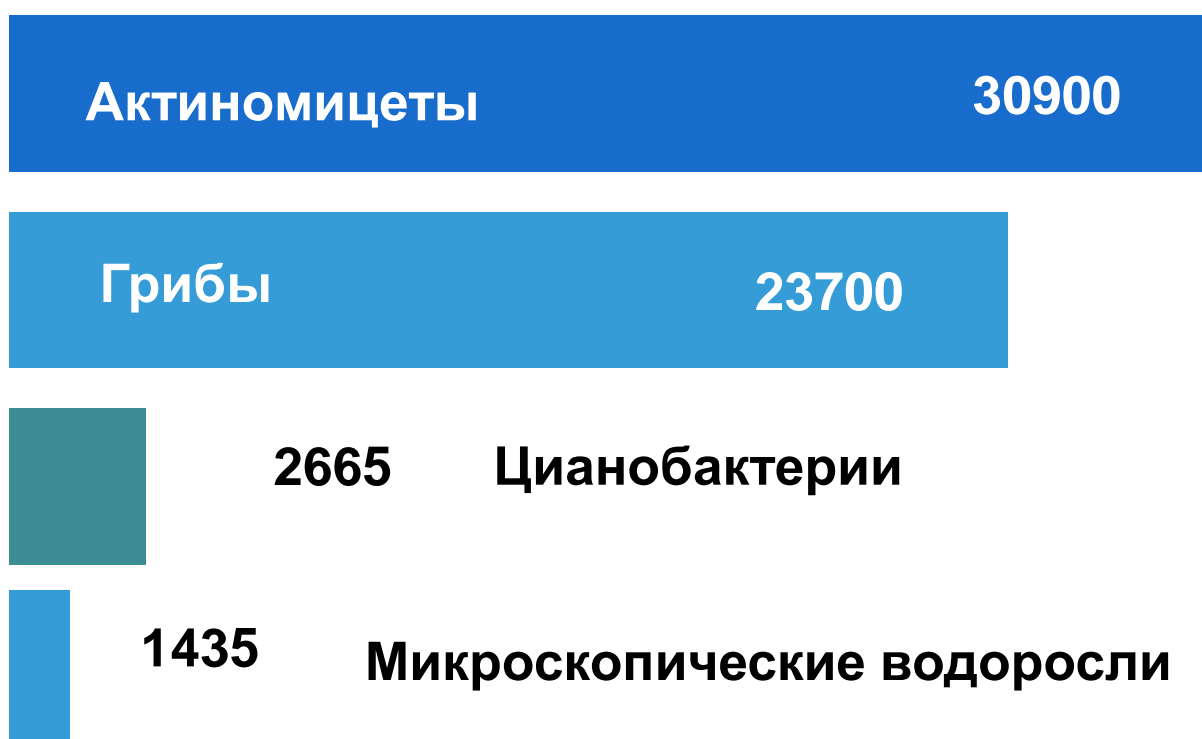 Актиномицеты 30900
Грибы 23700
2665 Цианобактерии
1435 Микроскопические водоросли